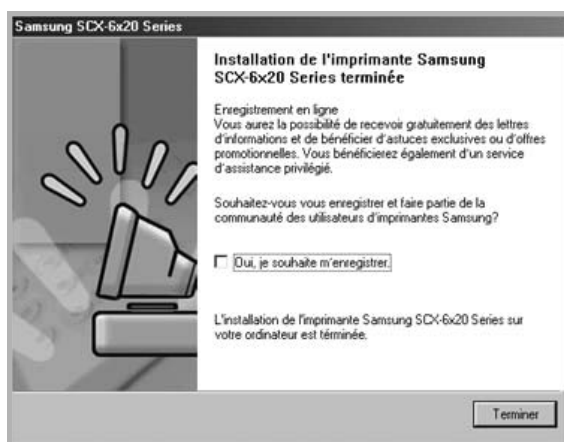 Samsung SCX-6x20 Series
Installation de l'imprimante Samsung
SCX-6x20 Series terminée
Enregistrement en ligne
Vous aurez la possibilité de recevoir gratuitement des lettres
d'informations et de bénéficier d'astuces exclusives ou d'offres
promotionnelles. Vous bénéficierez également d'un service
d'assistance privilégié.
Souhaitez-vous vous enregistrer et faire partie de la
communauté des utilisateurs d'imprimantes Samsung?
Oui, je souhaite m'enregistrer.
L'installation de l'imprimante Samsung SCX-6x20 Series sur
votre ordinateur est términée.
Terminer